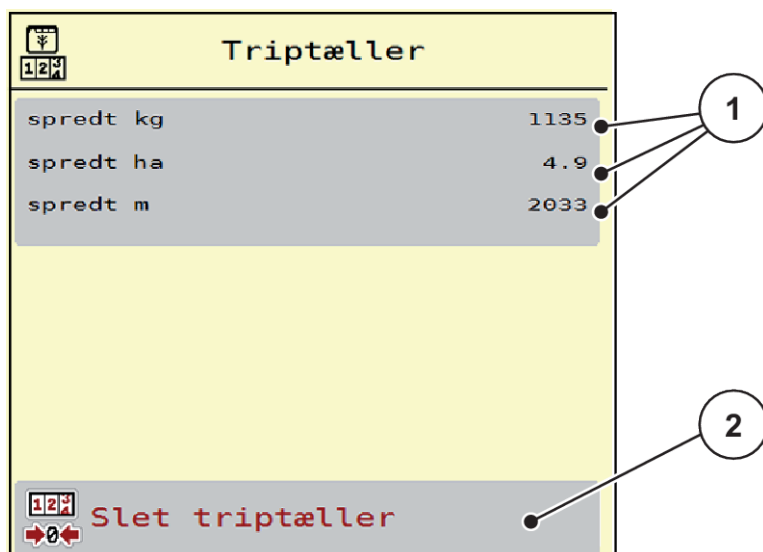 Triptæller
spredt kg 1135
spredt ha 4.9
spredt m 2033
1
2
Slet triptæller